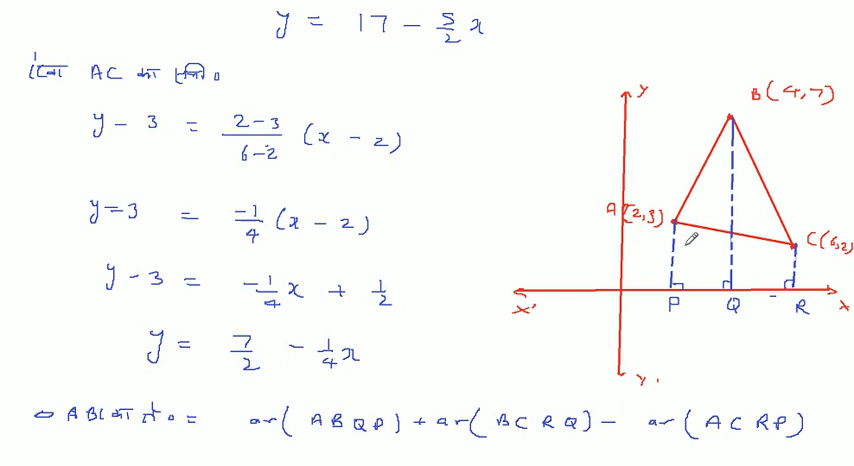 y = 17 - 5/2 x
रेखा AC का समी०
y - 3 = (2-3)/(6-2) (x - 2)
y - 3 = -1/4 (x - 2)
y - 3 = -1/4 x + 1/2
y = 7/2 - 1/4 x
ABC का क्षे० = ar( ABQP) + ar( BCRQ) - ar( ACRP)
Y
B(4,7)
A(2,3)
C(6,2)
X'
P
Q
R
X
Y'